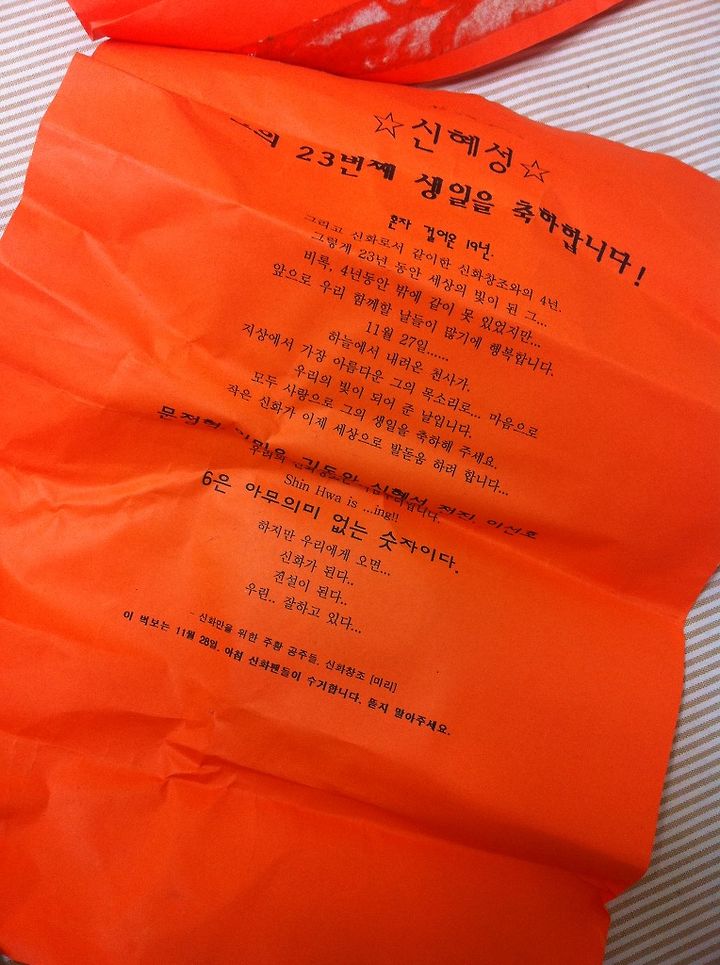 ☆신혜성☆
23번째 생일을 축하합니다!
혼자 걸어온 19년.
그리고 신화로서 같이한 신화창조와의 4년.
그렇게 23년 동안 세상의 빛이 된 그...
비록, 4년동안 밖에 같이 못 있었지만...
앞으로 우리 함께할 날들이 많기에 행복합니다.
11월 27일......
하늘에서 내려온 천사가.
지상에서 가장 아름다운 그의 목소리로... 마음으로
우리의 빛이 되어 준 날입니다.
모두 사랑으로 그의 생일을 축하해 주세요.
작은 신화가 이제 세상으로 발돋움 하려 합니다...
김동완 신혜성
Shin Hwa is ...ing!!
6은 아무의미 없는 숫자이다.
하지만 우리에게 오면...
신화가 된다..
전설이 된다..
우린.. 잘하고 있다...
- 신화만을 위한 주황 공주들. 신화창조 [미리]
이 벽보는 11월 28일. 아침 신화팬들이 수거합니다. 뜯지 말아주세요.